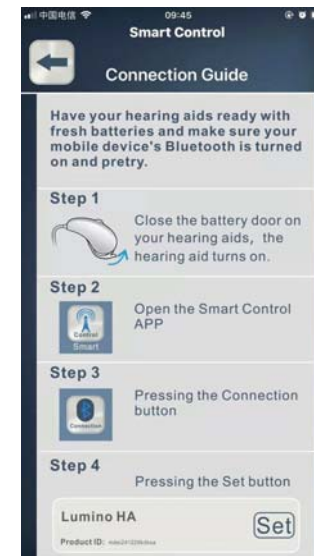 中国电信
09:45
Smart Control
Connection Guide
Have your hearing aids ready with
fresh batteries and make sure your
mobile device's Bluetooth is turned
on and pretry.
Step 1
Close the battery door on
your hearing aids, the
hearing aid turns on.
Step 2
Control
Smart
Open the Smart Control
APP
Step 3
Connection
Pressing the Connection
button
Step 4
Pressing the Set button
Lumino HA
Set
Product ID: